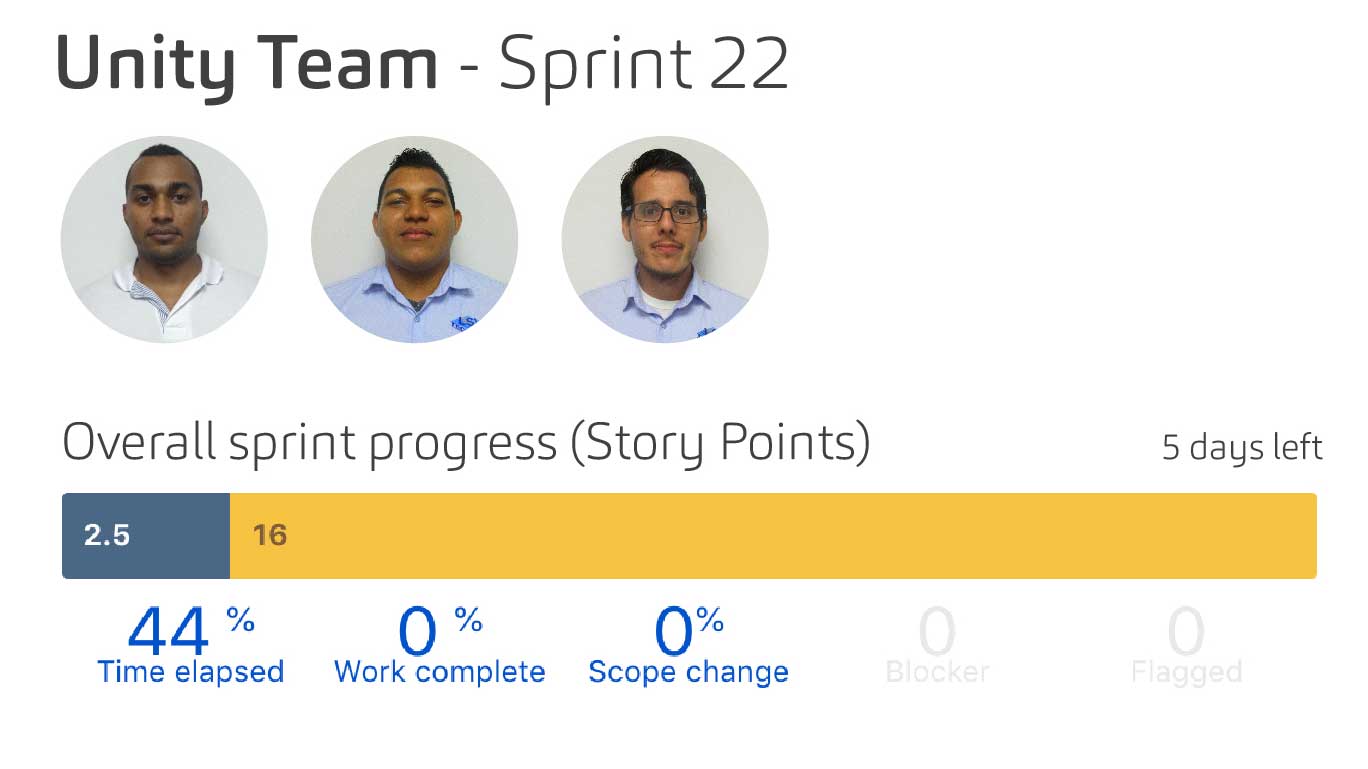 Unity Team - Sprint 22
Overall sprint progress (Story Points)
5 days left
2.5
16
44 %
0 %
0%
0
0
Time elapsed
Work complete
Scope change
Blocker
Flagged